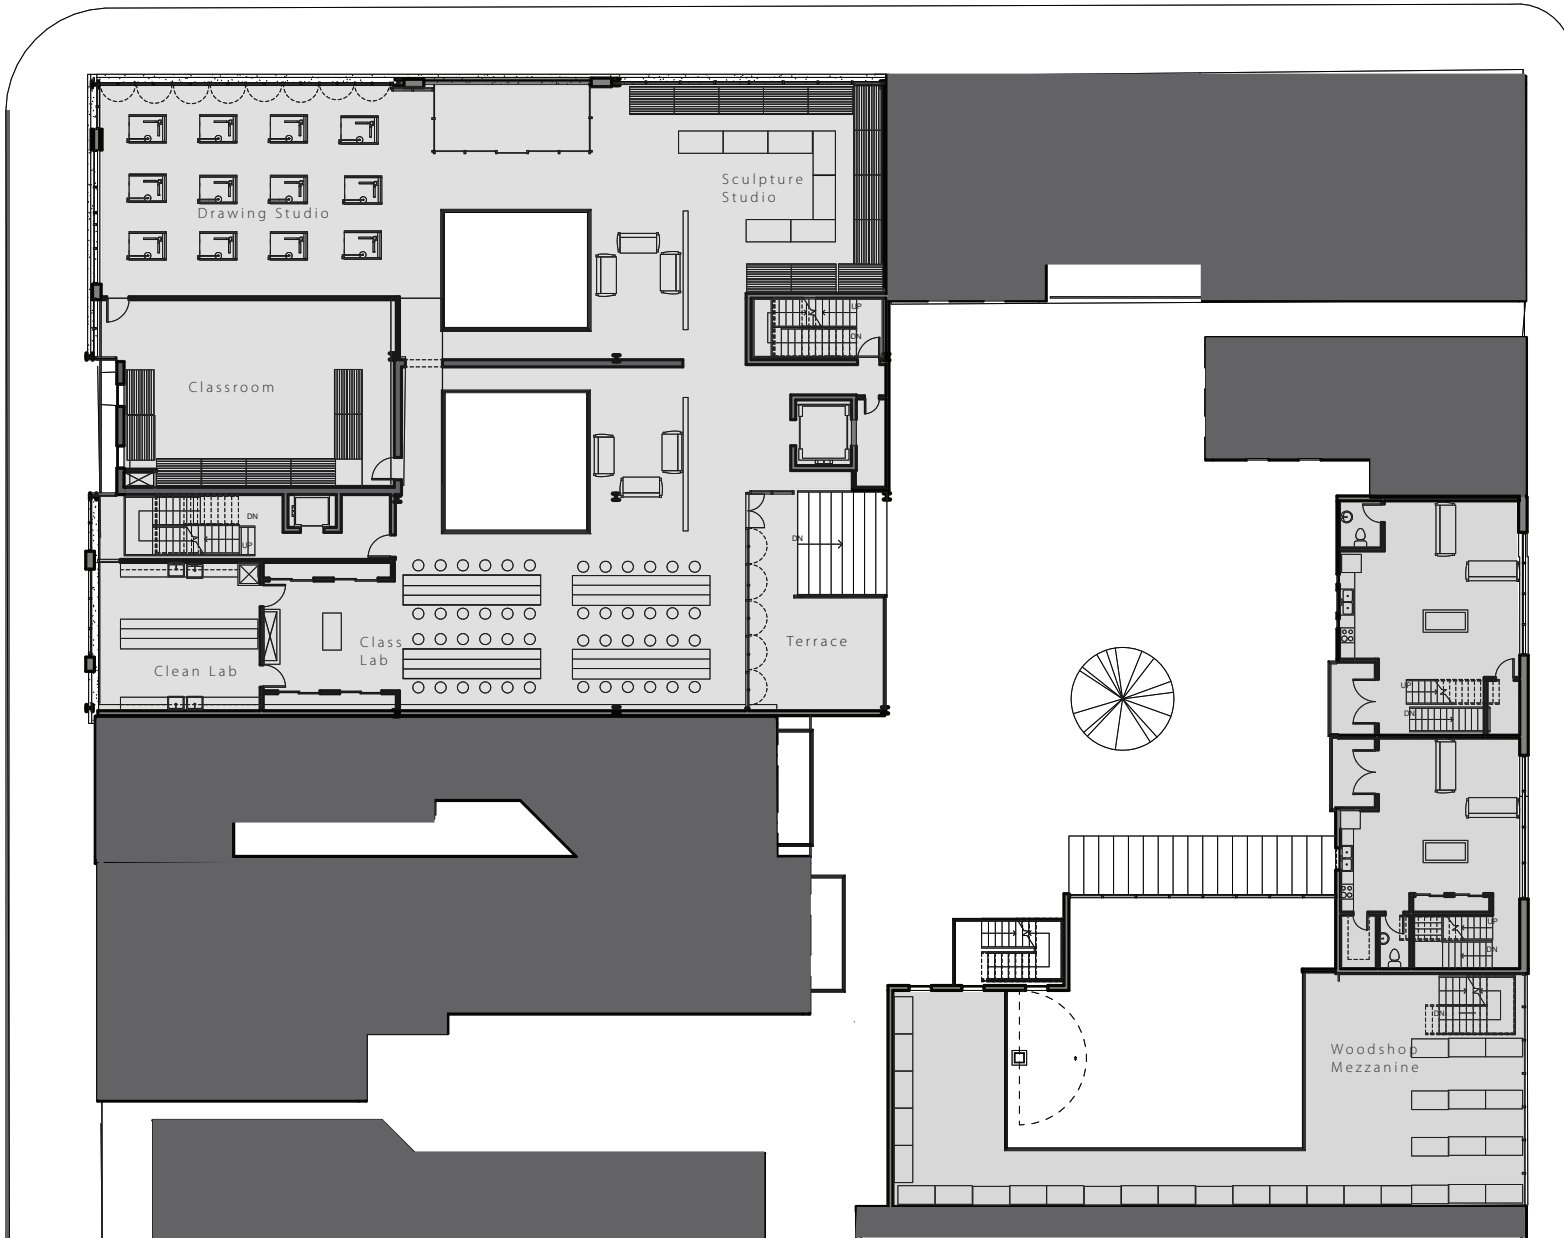 Sculpture
Studio
Drawing Studio
UP
DN
Classroom
DN
UP
DN
Class
Lab
Terrace
Clean Lab
UP
DN
UP
DN
DN
Woodshop
Mezzanine